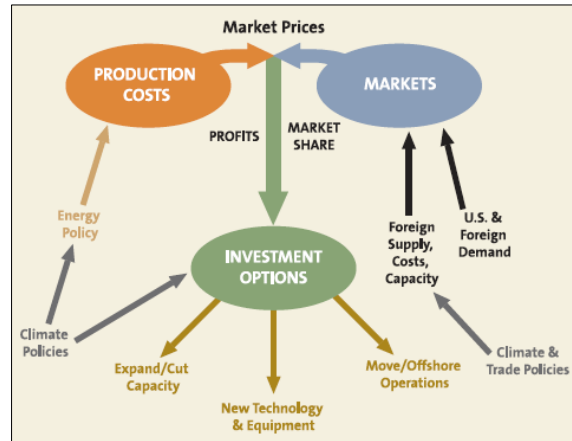 Market Prices
PRODUCTION
COSTS
MARKETS
PROFITS
MARKET
SHARE
Energy
Policy
Foreign
Supply,
Costs,
Capacity
U.S. &
Foreign
Demand
INVESTMENT
OPTIONS
Climate
Policies
Climate &
Trade Policies
Expand/Cut
Capacity
New Technology
& Equipment
Move/Offshore
Operations